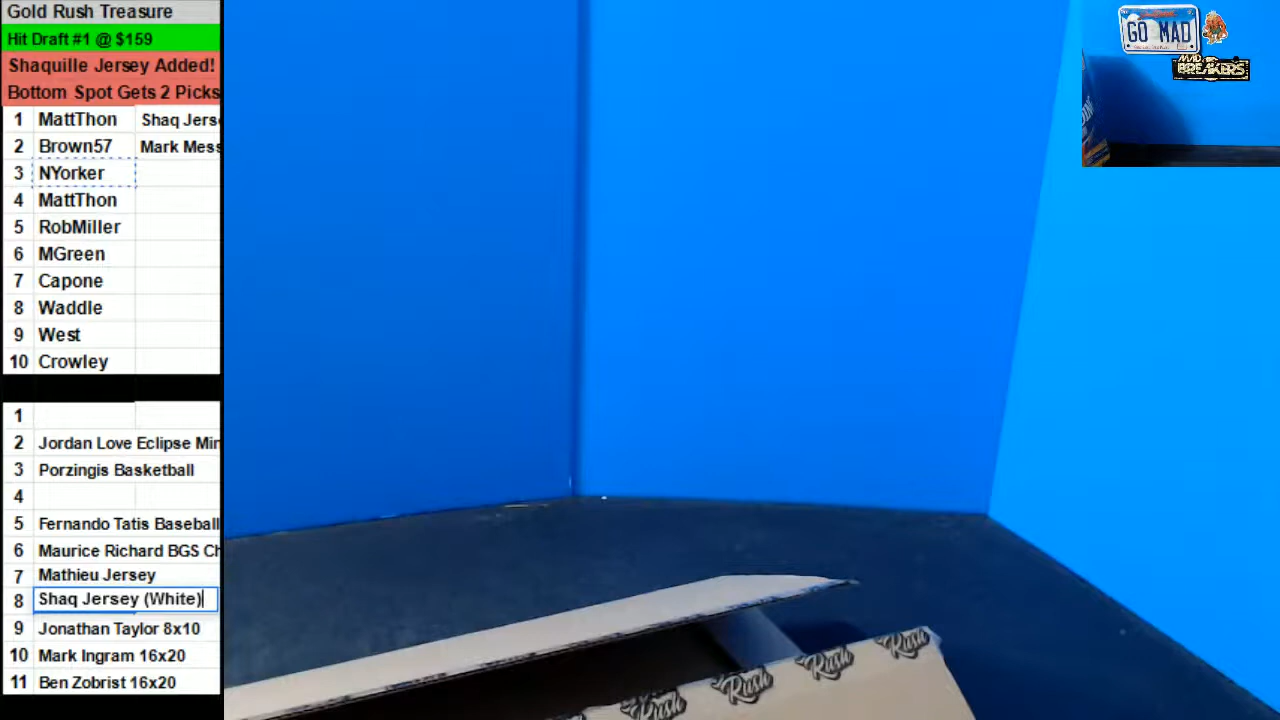 Gold Rush Treasure
Hit Draft #1 @ $159
Shaquille Jersey Added!
Bottom Spot Gets 2 Picks
1 MattThon Shaq Jers
2 Brown57 Mark Mess
3 NYorker
4 MattThon
5 RobMiller
6 MGreen
7 Capone
8 Waddle
9 West
10 Crowley
1
2 Jordan Love Eclipse Min
3 Porzingis Basketball
4
5 Fernando Tatis Baseball
6 Maurice Richard BGS Ch
7 Mathieu Jersey
8 Shaq Jersey (White)
9 Jonathan Taylor 8x10
10 Mark Ingram 16x20
11 Ben Zobrist 16x20
GO MAD
MAD
BREAKERS
Rush Rush Rush Rush